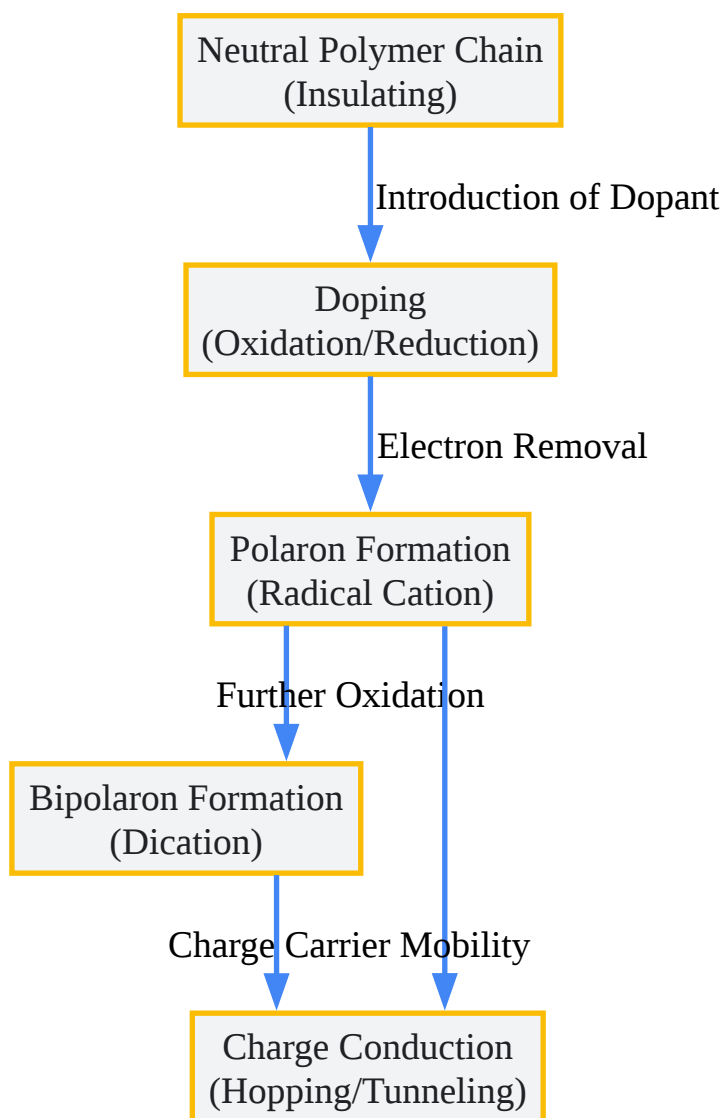 Neutral Polymer Chain
(Insulating)
Introduction of Dopant
Doping
(Oxidation/Reduction)
Electron Removal
Polaron Formation
(Radical Cation)
Further Oxidation
Bipolaron Formation
(Dication)
Charge Carrier Mobility
Charge Conduction
(Hopping/Tunneling)